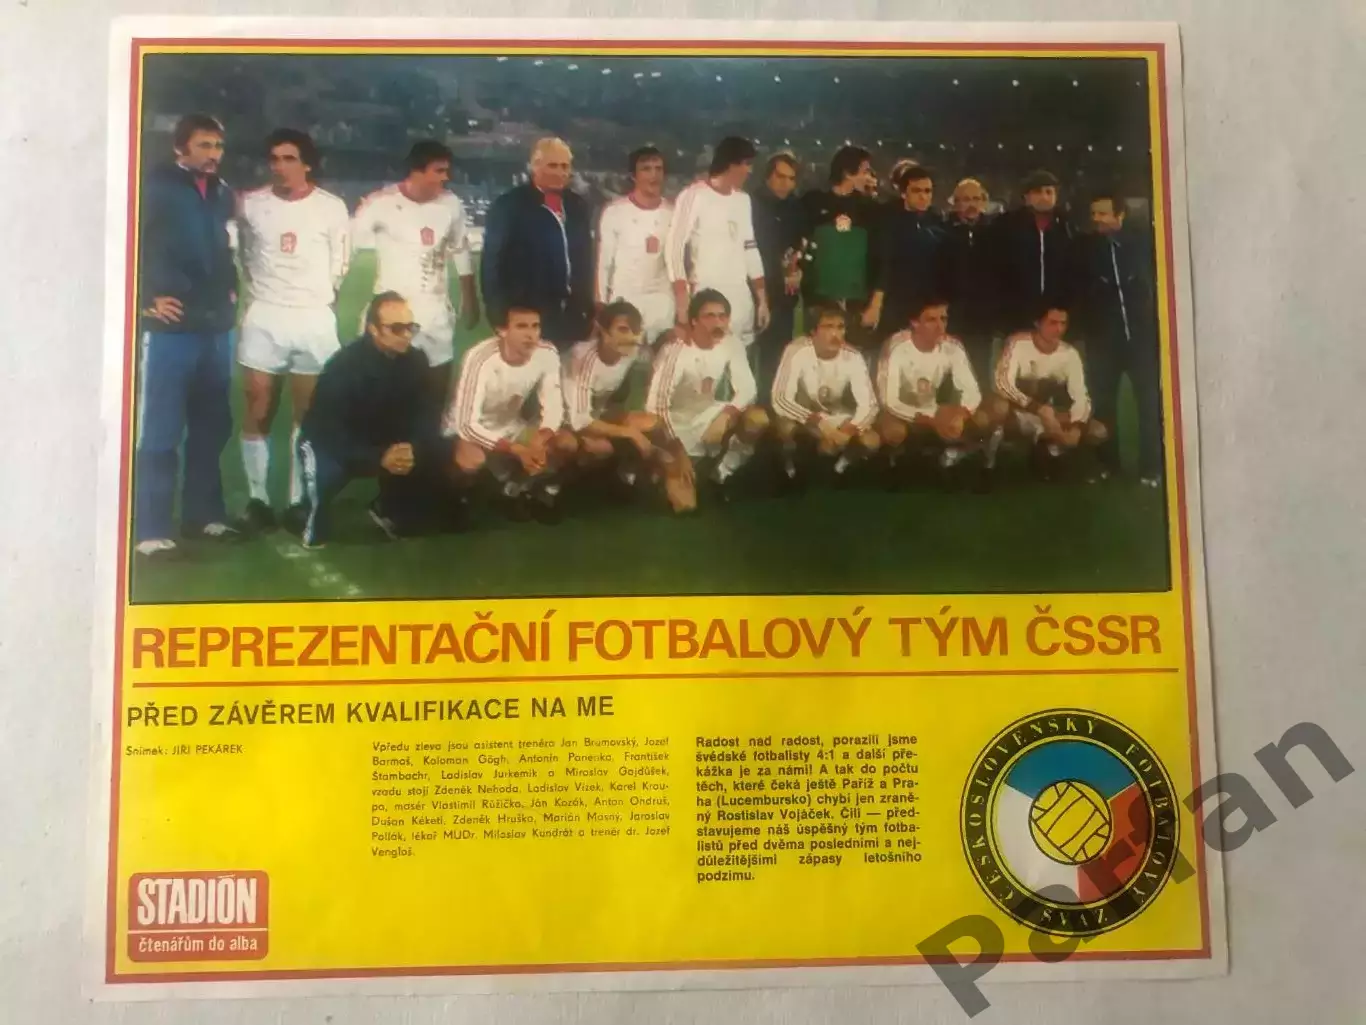 REPREZENTAČNÍ FOTBALOVÝ TÝM ČSSR
PŘED ZÁVĚREM KVALIFIKACE NA ME
Snímek: JIŘÍ PEKÁREK
Vpředu zleva jsou asistent trenéra Jan Brumovský, Jozef
Barmoš, Koloman Gögh, Antonín Panenka, František
Štambachr, Ladislav Jurkemik a Miroslav Gajdůšek,
vzadu stojí Zdeněk Nehoda, Ladislav Vízek, Karel Krou-
pa, masér Vlastimil Růžička, Ján Kozák, Anton Ondruš,
Dušan Kéketi, Zdeněk Hruška, Marián Masný, Jaroslav
Pollák, lékař MUDr. Miloslav Kundrát a trenér dr. Jozef
Vengloš.
Radost nad radost, porazili jsme
švédské fotbalisty 4:1 a další pře-
kážka je za námi! A tak do počtu
těch, které čeká ještě Paříž a Pra-
ha (Lucembursko) chybí jen zraně-
ný Rostislav Vojáček. Čili — před-
stavujeme náš úspěšný tým fotba-
listů před dvěma posledními a nej-
důležitějšími zápasy letošního
podzimu.
ČESKOSLOVENSKÝ FOTBALOVÝ SVAZ
STADIÓN
čtenářům do alba
Partan